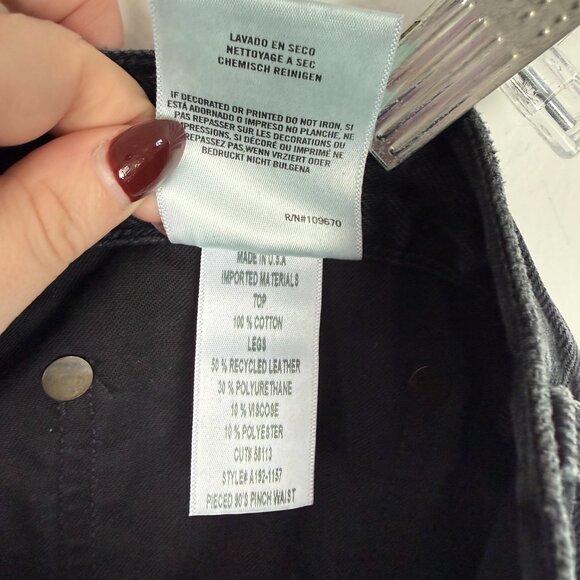 LAVADO EN SECO
NETTOYAGE A SEC
CHEMISCH REINIGEN
IF DECORATED OR PRINTED DO NOT IRON, SI
ESTÁ ADORNADO O IMPRESO NO PLANCHE, NE
PAS REPASSER SUR LES DECORATIONS OU
IMPRESSIONS, SI DÉCORÉ OU IMPRIMÉ NE
REPASSEZ PAS,WENN VRZIERT ODER
BEDRUCKT NICHT BULGENA
R/N#109670
MADE IN U.S.A
IMPORTED MATERIALS
TOP
100 % COTTON
LEGS
50 % RECYCLED LEATHER
30 % POLYURETHANE
10 % VISCOSE
10 % POLYESTER
CUT# 58113
STYLE# A192-1157
PIECED 90'S PINCH WAIST